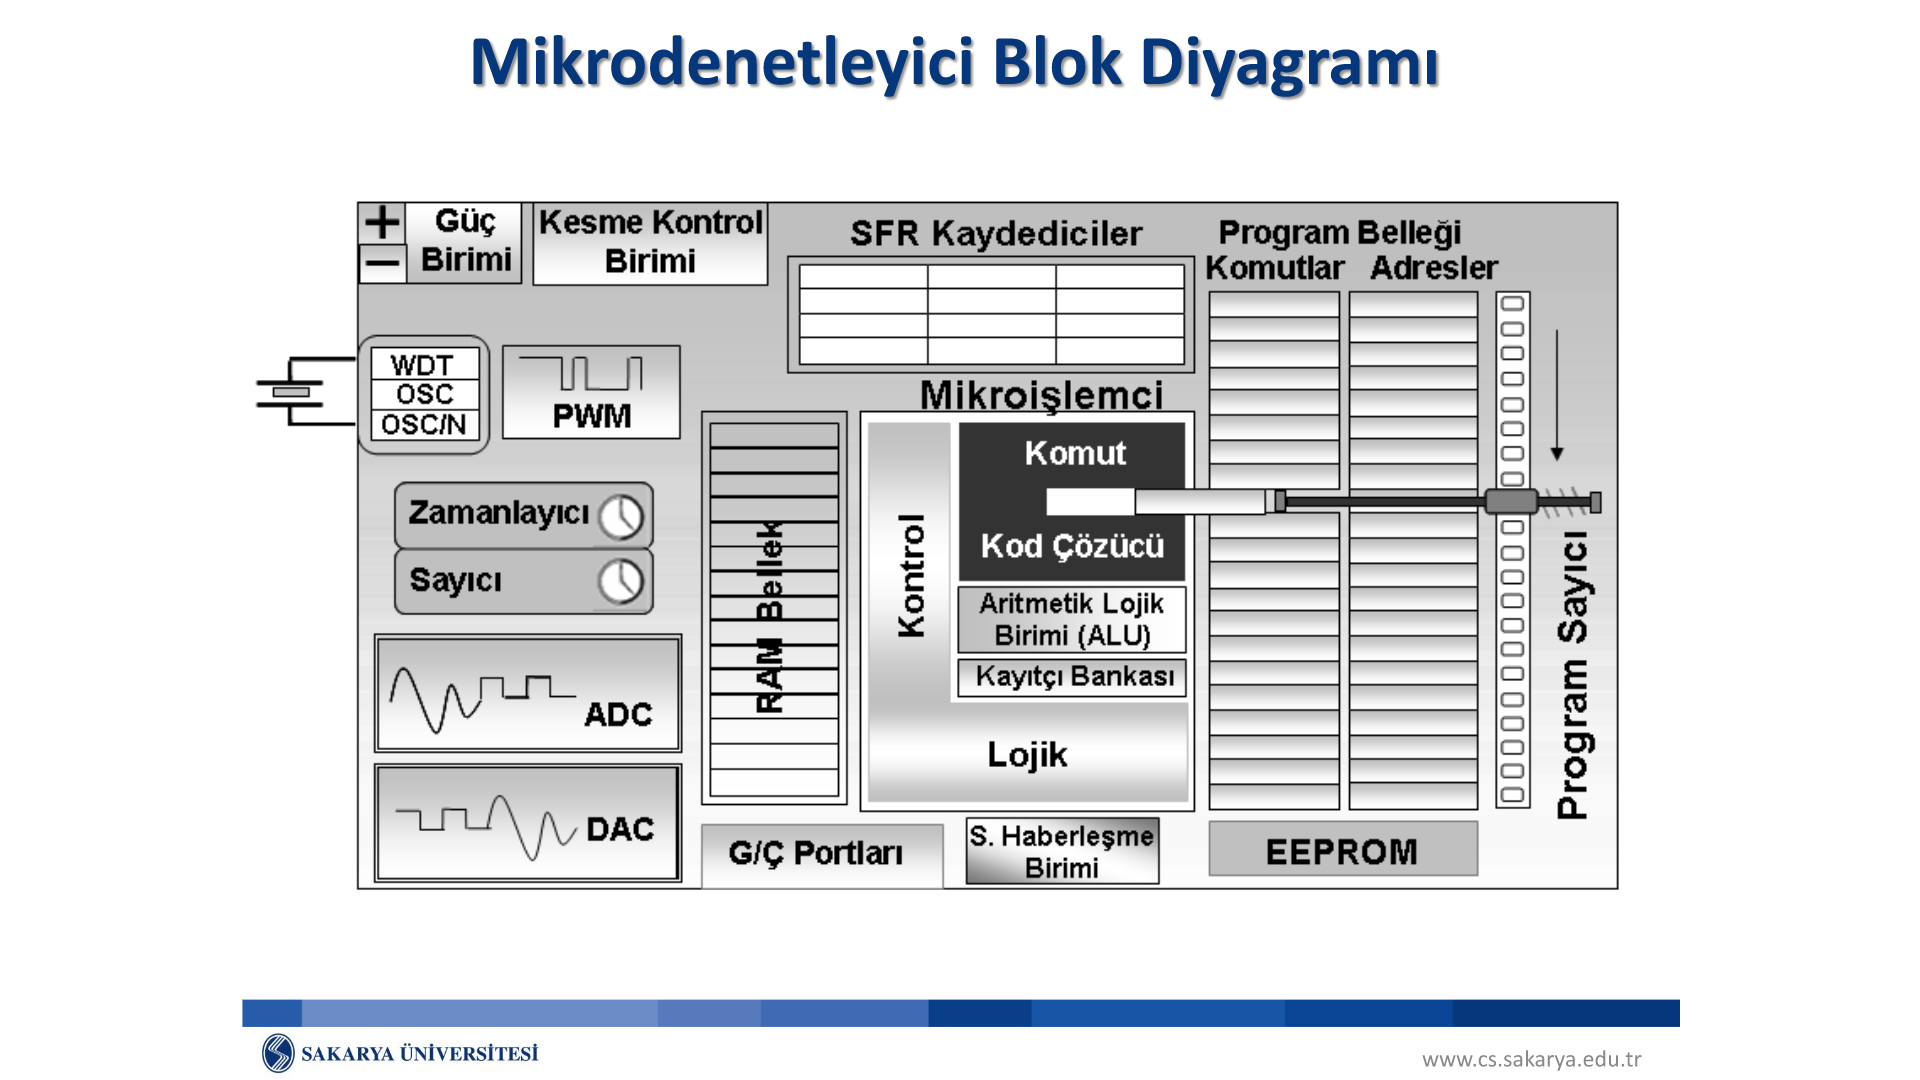 Mikrodenetleyici Blok Diyagramı
+
−
Güç
Birimi
Kesme Kontrol
Birimi
SFR Kaydediciler
Program Belleği
Komutlar Adresler
WDT
OSC
OSC/N
PWM
Mikroişlemci
Komut
Kod Çözücü
Kontrol
Aritmetik Lojik
Birimi (ALU)
Kayıtçı Bankası
Lojik
Zamanlayıcı
Sayıcı
RAM Bellek
Program Sayıcı
ADC
DAC
G/Ç Portları
S. Haberleşme
Birimi
EEPROM
SAKARYA ÜNİVERSİTESİ
www.cs.sakarya.edu.tr